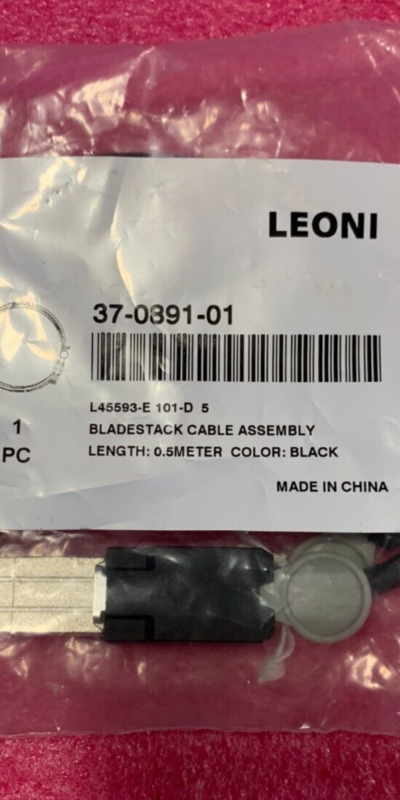 LEONI
37-0891-01
L45593-E 101-D 5
BLADESTACK CABLE ASSEMBLY
LENGTH: 0.5METER COLOR: BLACK
1
PC
MADE IN CHINA